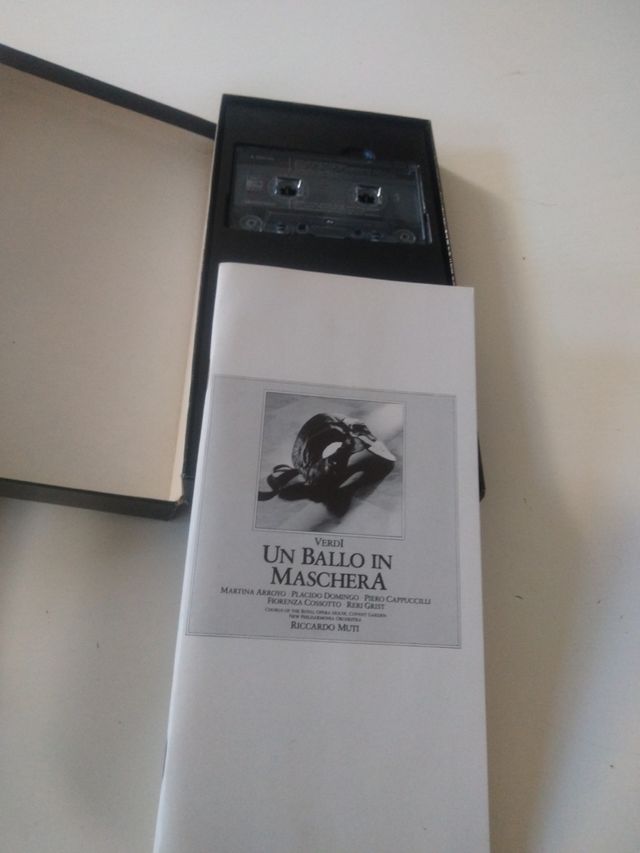 VERDI
UN BALLO IN
MASCHERA
MARTINA ARROYO · PLACIDO DOMINGO · PIERO CAPPUCCILLI
FIORENZA COSSOTTO · RERI GRIST
CHORUS OF THE ROYAL OPERA HOUSE, COVENT GARDEN
NEW PHILHARMONIA ORCHESTRA
RICCARDO MUTI